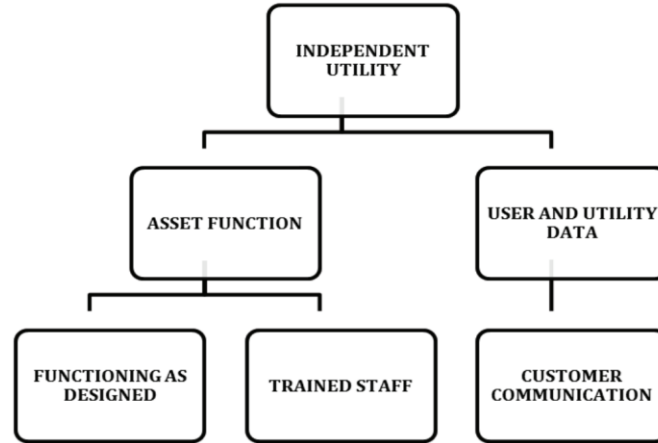 INDEPENDENT
UTILITY
ASSET FUNCTION
USER AND UTILITY
DATA
FUNCTIONING AS
DESIGNED
TRAINED STAFF
CUSTOMER
COMMUNICATION